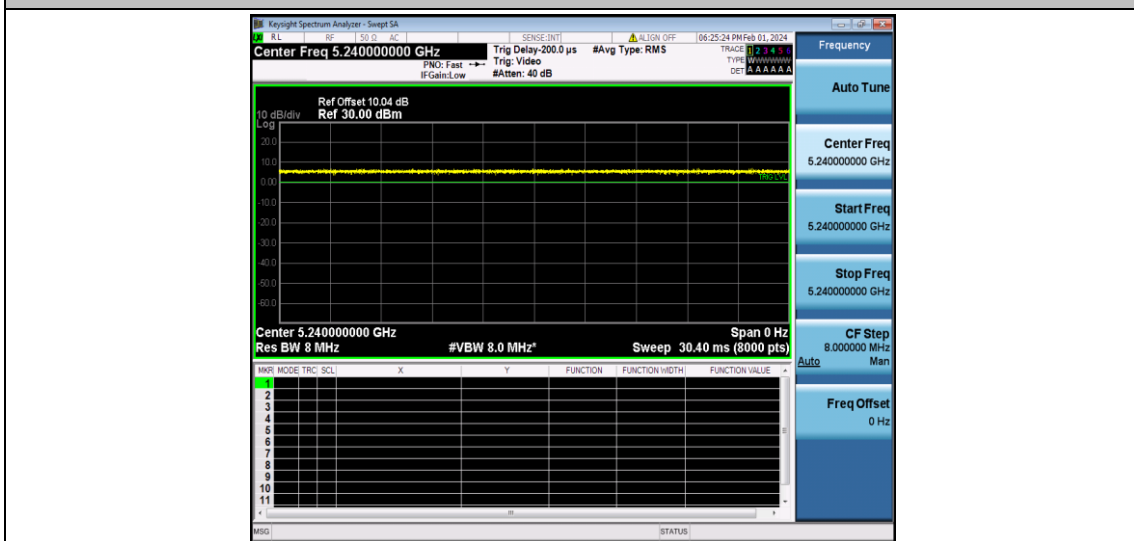 Keysight Spectrum Analyzer - Swept SA
RL RF 50 Ω AC SENSE:INT ALIGN OFF 06:25:24 PM Feb 01, 2024
Center Freq 5.240000000 GHz
PNO: Fast
IFGain:Low
Trig Delay-200.0 µs
Trig: Video
#Atten: 40 dB
#Avg Type: RMS
TRACE 1 2 3 4 5 6
TYPE WWWWWW
DET A A A A A A
Ref Offset 10.04 dB
10 dB/div Ref 30.00 dBm
Log
20.0
10.0
0.00
-10.0
-20.0
-30.0
-40.0
-50.0
-60.0
TRIG LVL
Center 5.240000000 GHz Span 0 Hz
Res BW 8 MHz #VBW 8.0 MHz* Sweep 30.40 ms (8000 pts)
MKR MODE TRC SCL X Y FUNCTION FUNCTION WIDTH FUNCTION VALUE
1
2
3
4
5
6
7
8
9
10
11
MSG STATUS
Frequency
Auto Tune
Center Freq
5.240000000 GHz
Start Freq
5.240000000 GHz
Stop Freq
5.240000000 GHz
CF Step
8.000000 MHz
Auto Man
Freq Offset
0 Hz